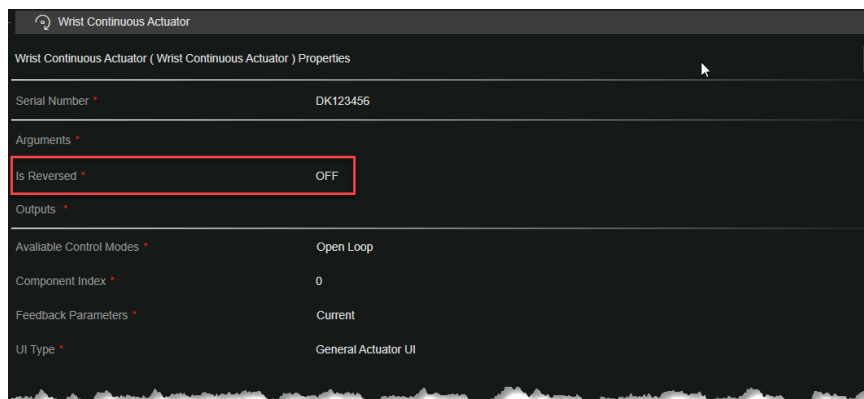 Wrist Continuous Actuator
Wrist Continuous Actuator ( Wrist Continuous Actuator ) Properties
Serial Number * DK123456
Arguments *
Is Reversed * OFF
Outputs *
Avaliable Control Modes * Open Loop
Component Index * 0
Feedback Parameters * Current
UI Type * General Actuator UI